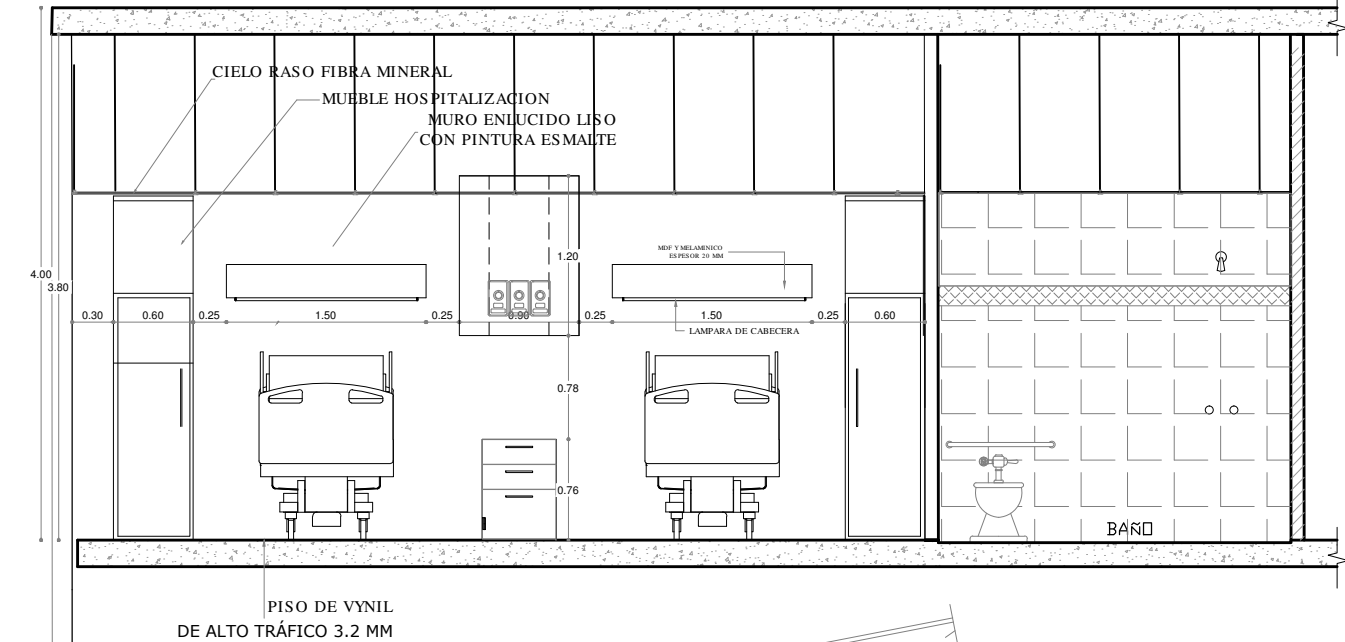 CIELO RASO FIBRA MINERAL
MUEBLE HOSPITALIZACION
MURO ENLUCIDO LISO
CON PINTURA ESMALTE
MDF Y MELAMINICO
ESPESOR 20 MM
1.20
4.00
3.80
0.30
0.60
0.25
1.50
0.25
0.90
0.25
1.50
0.25
0.60
LAMPARA DE CABECERA
0.78
0.76
BAÑO
PISO DE VYNIL
DE ALTO TRÁFICO 3.2 MM